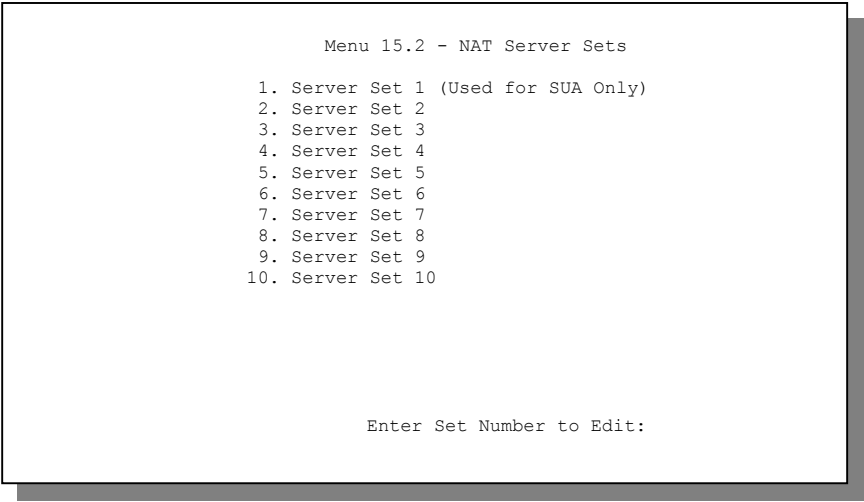 Menu 15.2 - NAT Server Sets
1. Server Set 1 (Used for SUA Only)
2. Server Set 2
3. Server Set 3
4. Server Set 4
5. Server Set 5
6. Server Set 6
7. Server Set 7
8. Server Set 8
9. Server Set 9
10. Server Set 10
Enter Set Number to Edit: